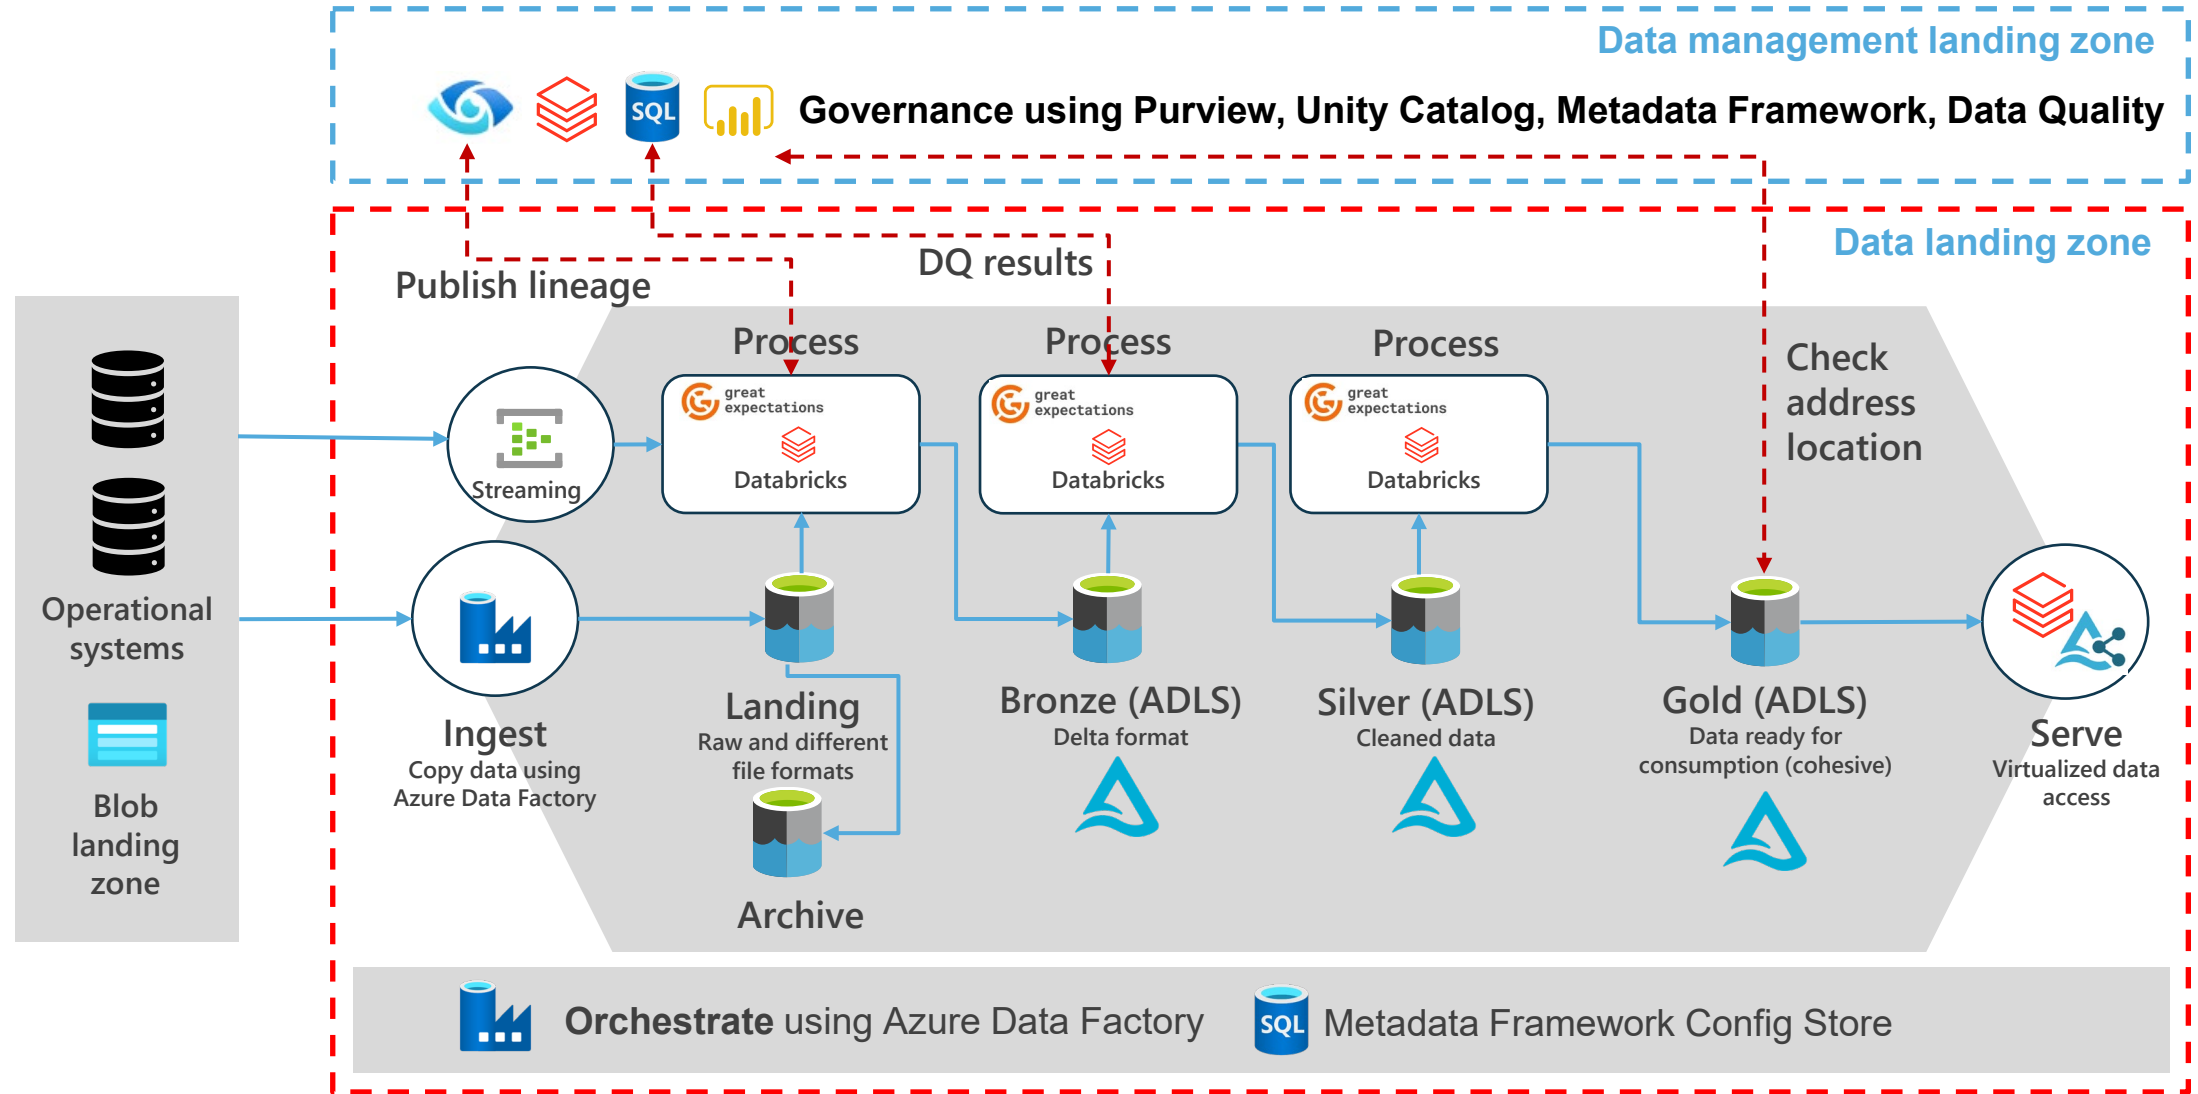 Data management landing zone
SQL
Governance using Purview, Unity Catalog, Metadata Framework, Data Quality
Data landing zone
Publish lineage
DQ results
Operational
systems
Blob
landing
zone
Streaming
Ingest
Copy data using
Azure Data Factory
Process
great
expectations
Databricks
Process
great
expectations
Databricks
Process
great
expectations
Databricks
Check
address
location
Landing
Raw and different
file formats
Archive
Bronze (ADLS)
Delta format
Silver (ADLS)
Cleaned data
Gold (ADLS)
Data ready for
consumption (cohesive)
Serve
Virtualized data
access
Orchestrate using Azure Data Factory
SQL
Metadata Framework Config Store